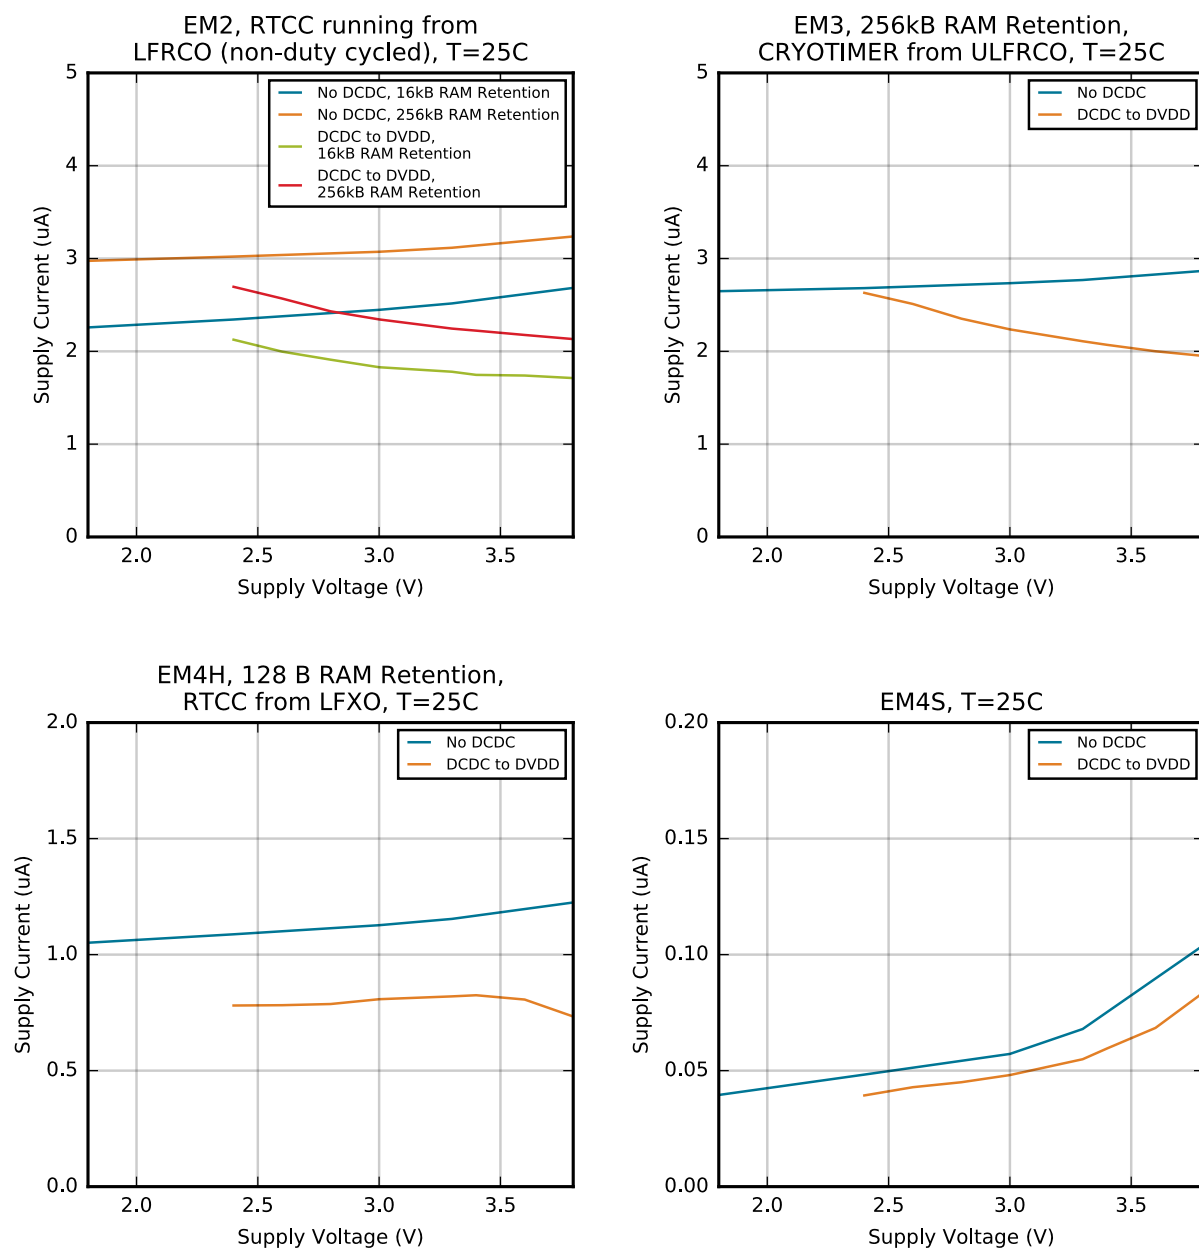 EM2, RTCC running from
LFRCO (non-duty cycled), T=25C
5
4
3
2
1
0
Supply Current (uA)
No DCDC, 16kB RAM Retention
No DCDC, 256kB RAM Retention
DCDC to DVDD,
16kB RAM Retention
DCDC to DVDD,
256kB RAM Retention
2.0 2.5 3.0 3.5
Supply Voltage (V)
EM3, 256kB RAM Retention,
CRYOTIMER from ULFRCO, T=25C
5
4
3
2
1
0
Supply Current (uA)
No DCDC
DCDC to DVDD
2.0 2.5 3.0 3.5
Supply Voltage (V)
EM4H, 128 B RAM Retention,
RTCC from LFXO, T=25C
2.0
1.5
1.0
0.5
0.0
Supply Current (uA)
No DCDC
DCDC to DVDD
2.0 2.5 3.0 3.5
Supply Voltage (V)
EM4S, T=25C
0.20
0.15
0.10
0.05
0.00
Supply Current (uA)
No DCDC
DCDC to DVDD
2.0 2.5 3.0 3.5
Supply Voltage (V)